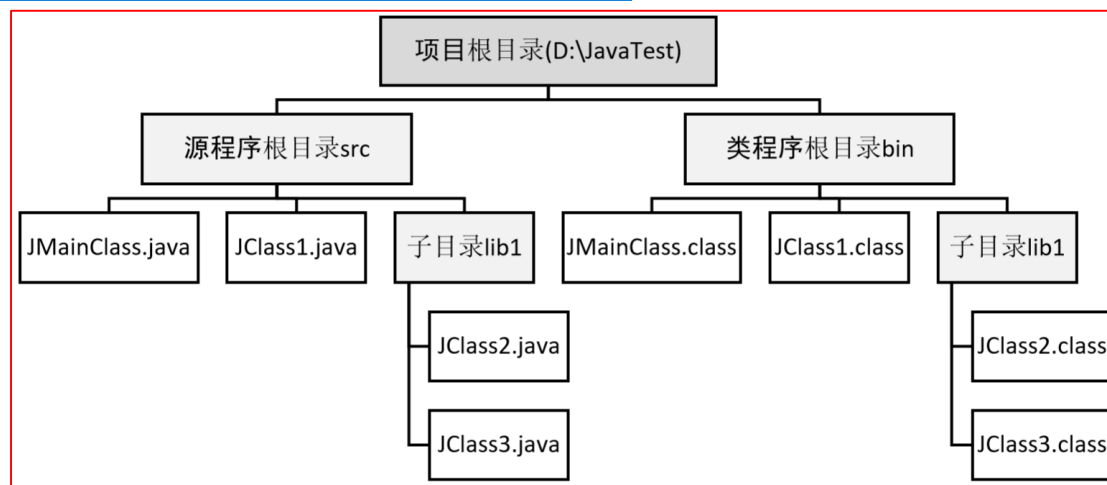 项目根目录(D:\JavaTest)
源程序根目录src
类程序根目录bin
JMainClass.java
JClass1.java
子目录lib1
JMainClass.class
JClass1.class
子目录lib1
JClass2.java
JClass2.class
JClass3.java
JClass3.class